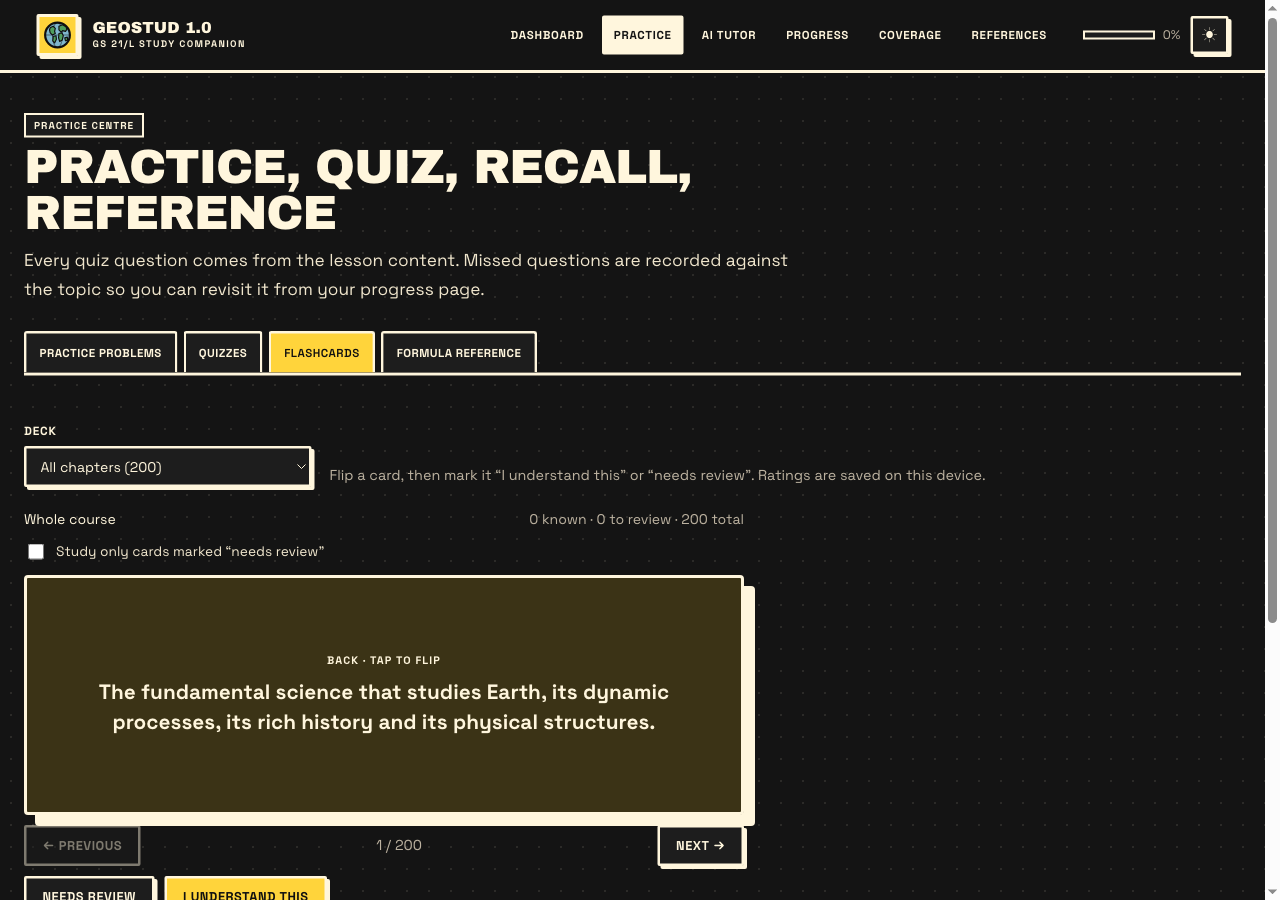 GEOSTUD 1.0
GS 21/L STUDY COMPANION
DASHBOARD
PRACTICE
AI TUTOR
PROGRESS
COVERAGE
REFERENCES
0%
PRACTICE CENTRE
PRACTICE, QUIZ, RECALL,
REFERENCE
Every quiz question comes from the lesson content. Missed questions are recorded against
the topic so you can revisit it from your progress page.
PRACTICE PROBLEMS
QUIZZES
FLASHCARDS
FORMULA REFERENCE
DECK
All chapters (200)
Flip a card, then mark it “I understand this” or “needs review”. Ratings are saved on this device.
Whole course
0 known · 0 to review · 200 total
Study only cards marked “needs review”
BACK · TAP TO FLIP
The fundamental science that studies Earth, its dynamic
processes, its rich history and its physical structures.
← PREVIOUS
1 / 200
NEXT →
NEEDS REVIEW
I UNDERSTAND THIS